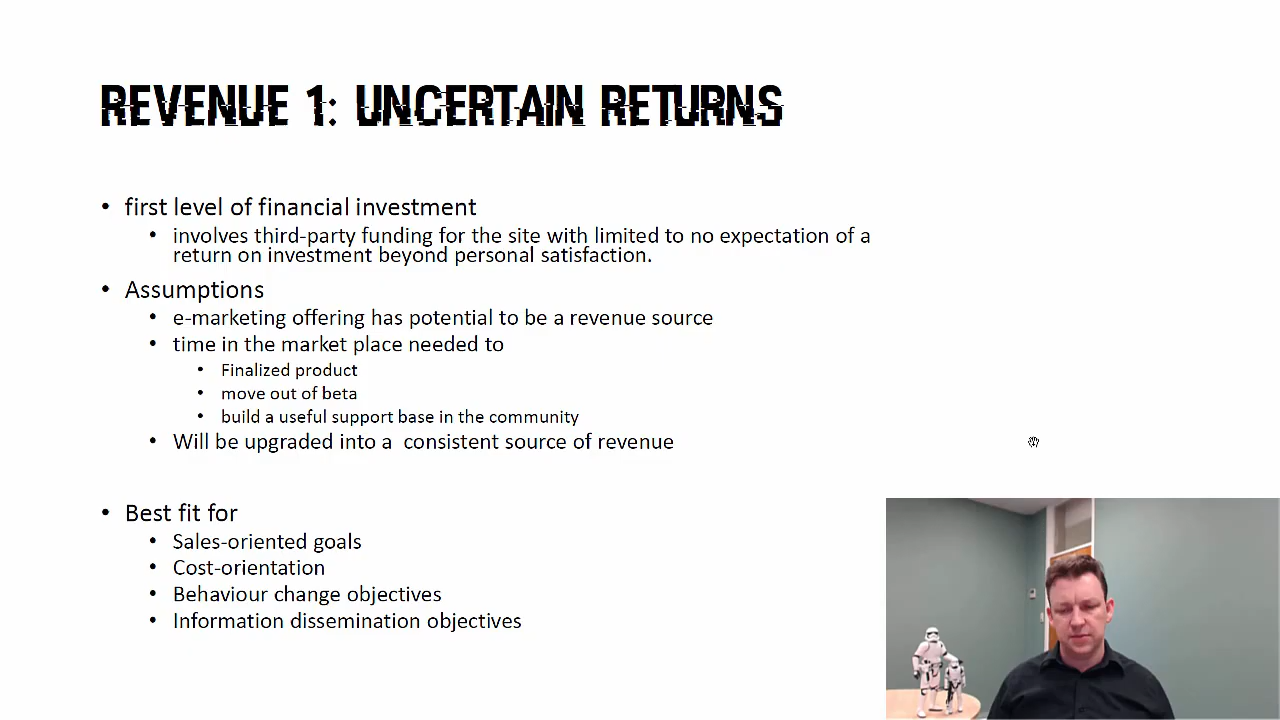 REVENUE 1: UNCERTAIN RETURNS
• first level of financial investment
• involves third-party funding for the site with limited to no expectation of a
return on investment beyond personal satisfaction.
• Assumptions
• e-marketing offering has potential to be a revenue source
• time in the market place needed to
• Finalized product
• move out of beta
• build a useful support base in the community
• Will be upgraded into a consistent source of revenue
• Best fit for
• Sales-oriented goals
• Cost-orientation
• Behaviour change objectives
• Information dissemination objectives